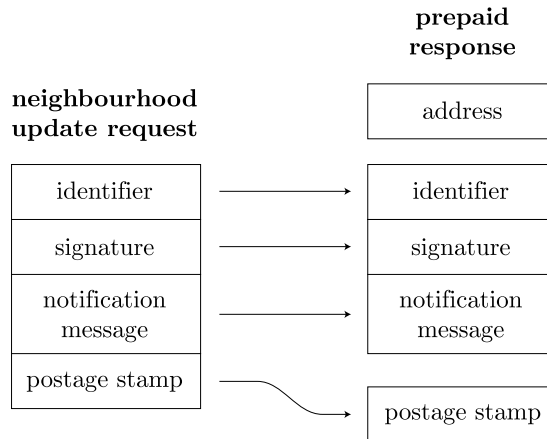 neighbourhood
update request
identifier
signature
notification
message
postage stamp
prepaid
response
address
identifier
signature
notification
message
postage stamp